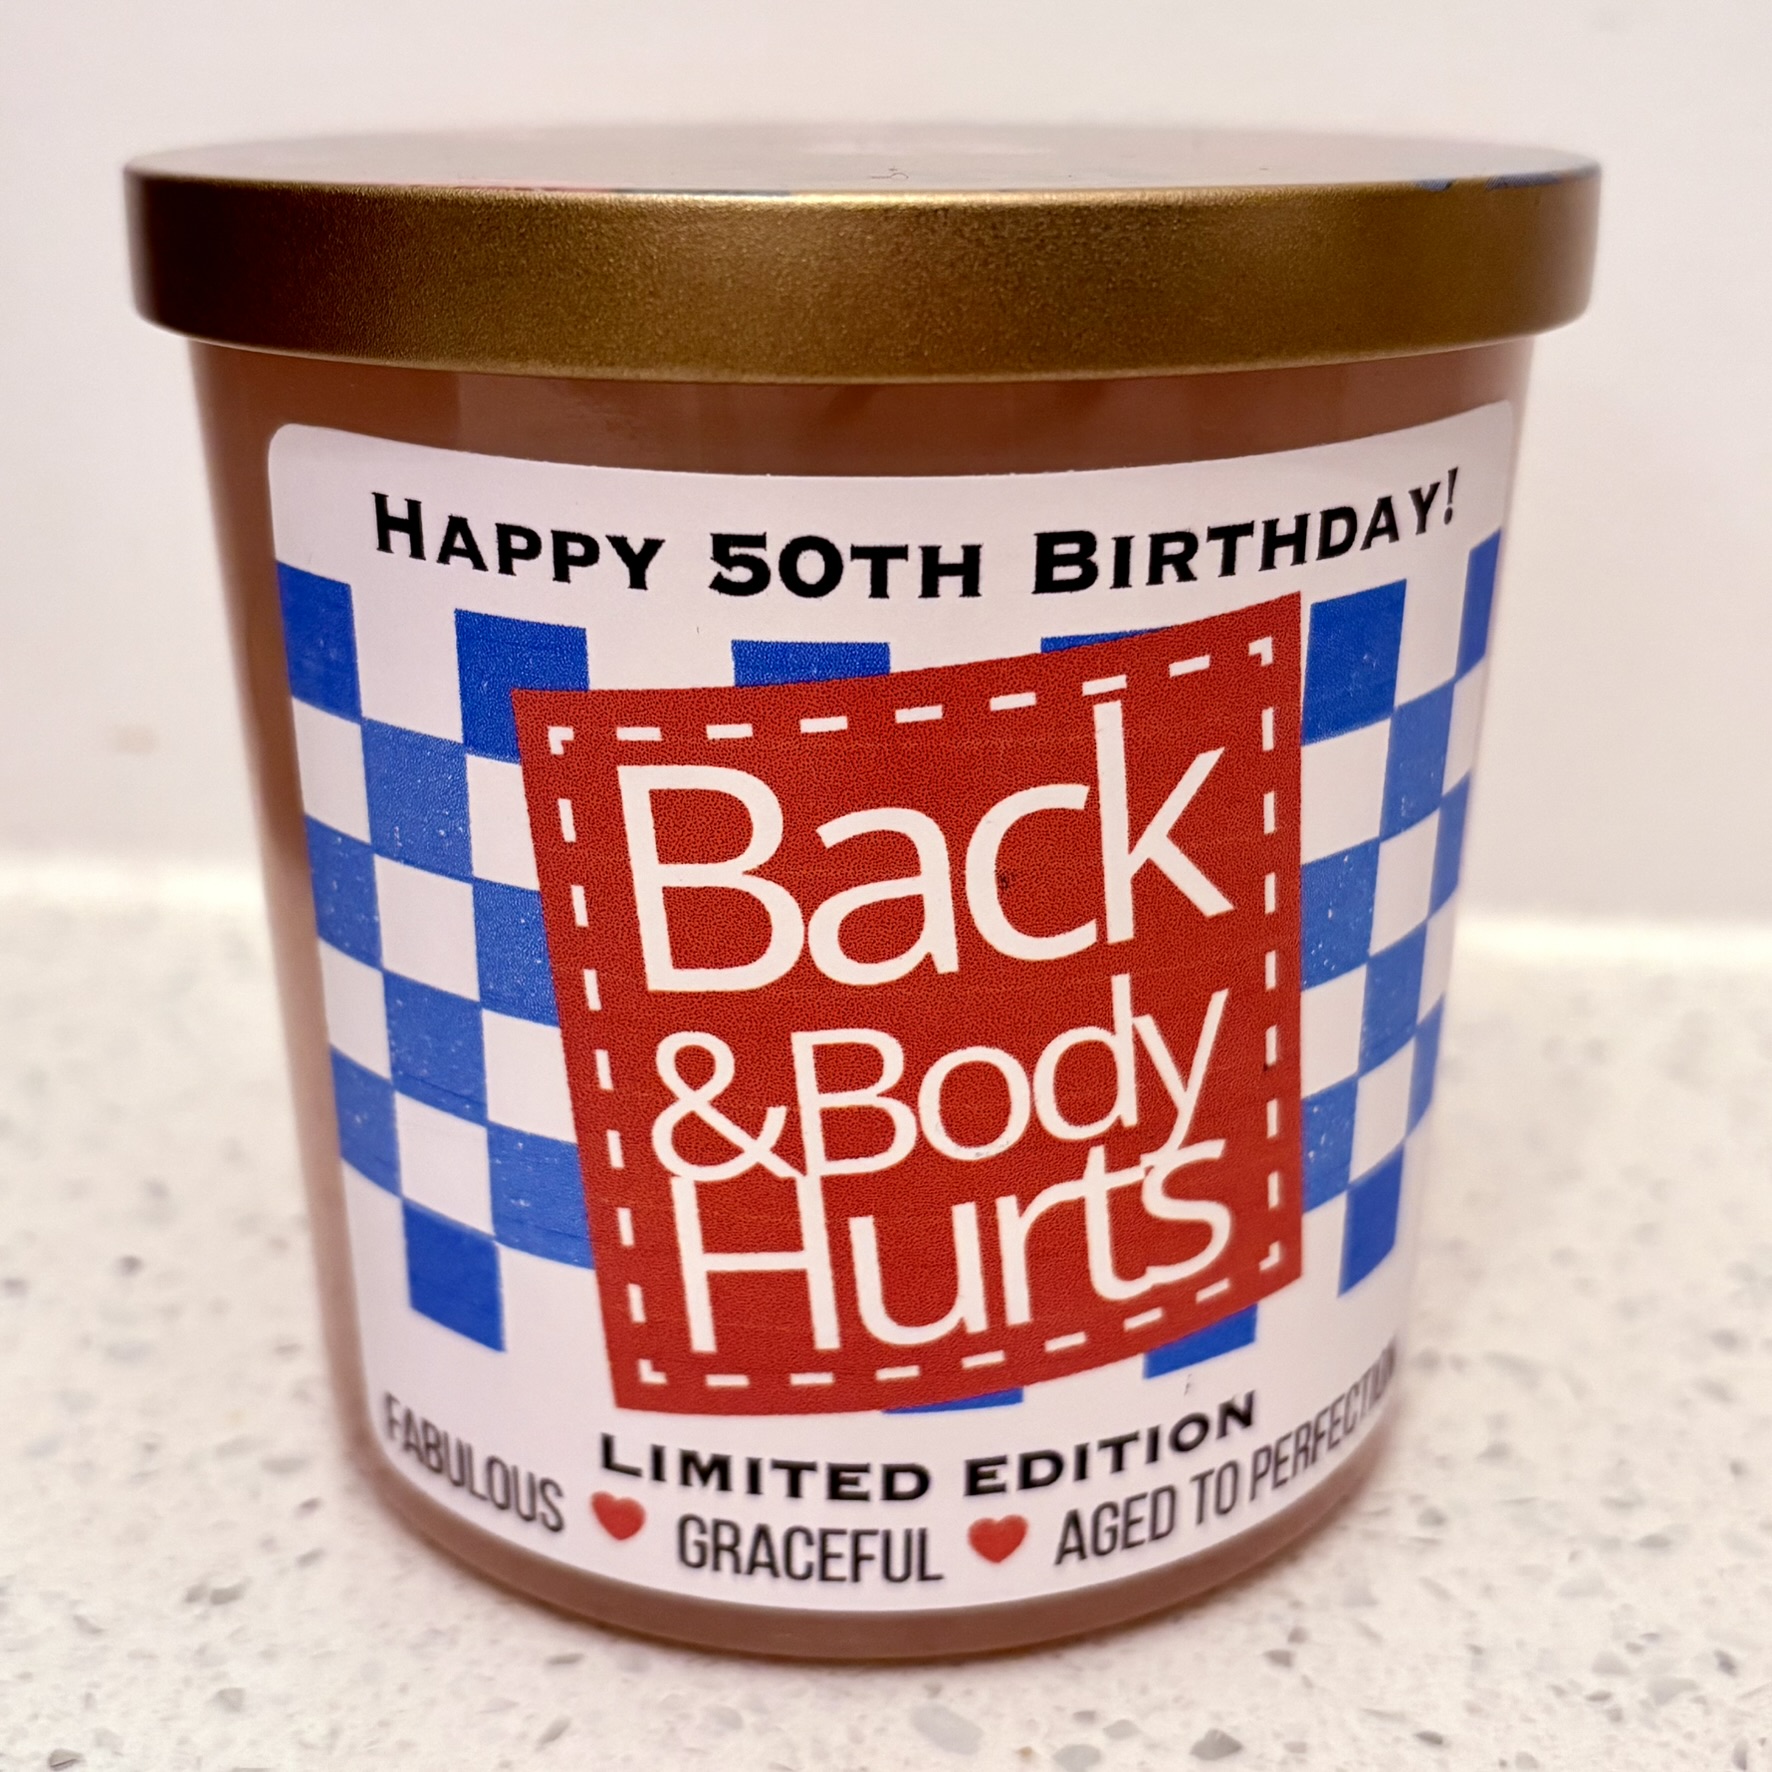 HAPPY 50TH BIRTHDAY!
Back
&Body
Hurts
LIMITED EDITION
FABULOUS ♥ GRACEFUL ♥ AGED TO PERFECTION